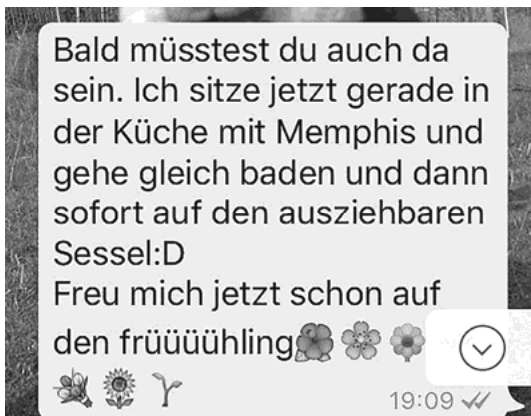 Bald müsstest du auch da
sein. Ich sitze jetzt gerade in
der Küche mit Memphis und
gehe gleich baden und dann
sofort auf den ausziehbaren
Sessel:D
Freu mich jetzt schon auf
den früüüühling🌺🌸🌼
💐🌻🌱
19:09